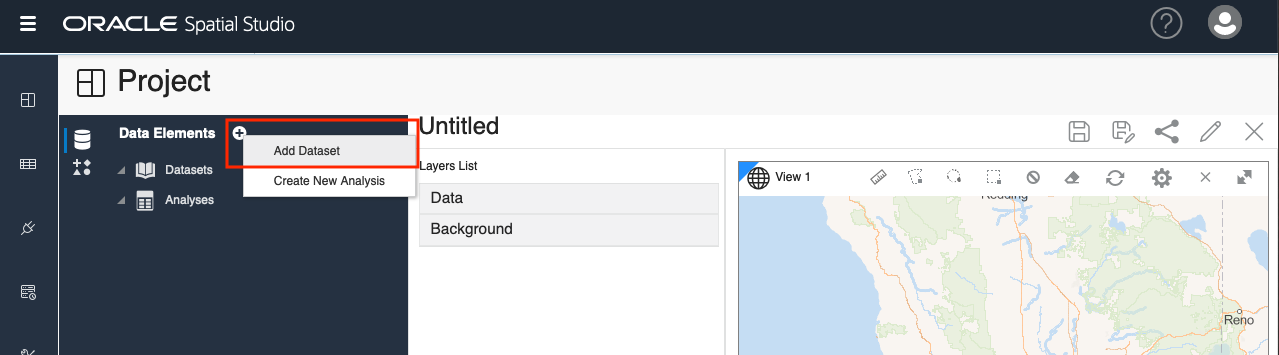 ORACLE Spatial Studio
?
Project
Data Elements
Add Dataset
Create New Analysis
Datasets
Analyses
Untitled
Layers List
Data
Background
View 1
Redding
Reno